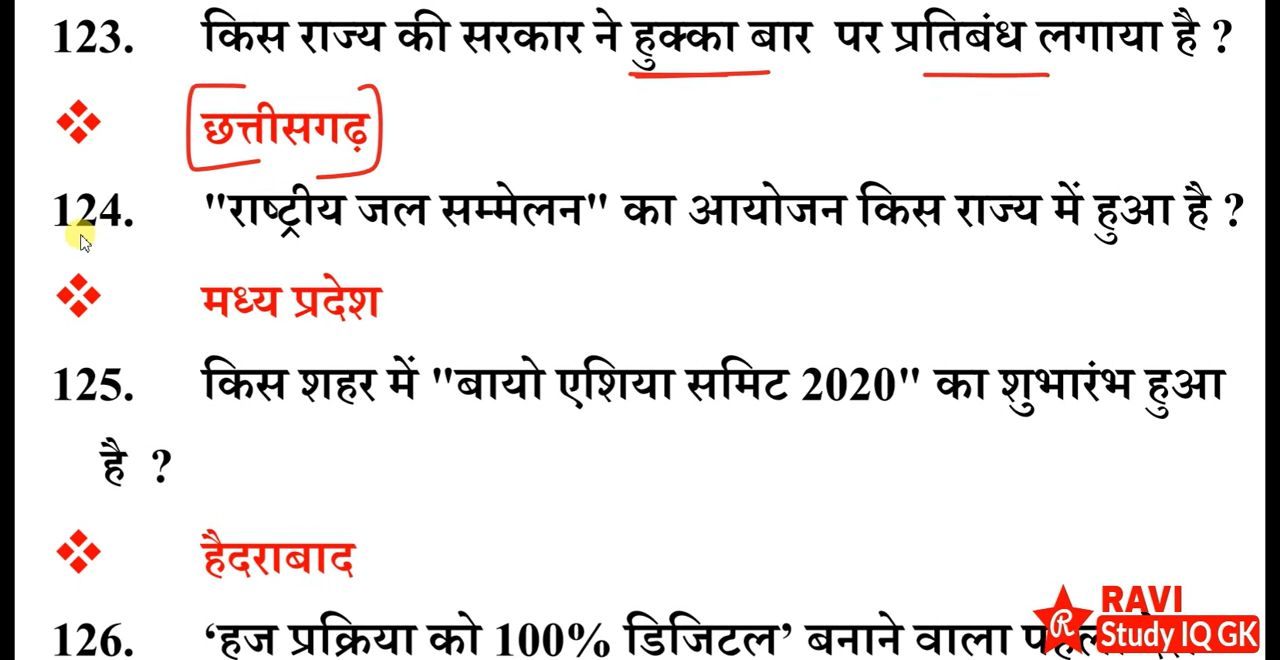 123. किस राज्य की सरकार ने हुक्का बार पर प्रतिबंध लगाया है ?
❖ छत्तीसगढ़
124. "राष्ट्रीय जल सम्मेलन" का आयोजन किस राज्य में हुआ है ?
❖ मध्य प्रदेश
125. किस शहर में "बायो एशिया समिट 2020" का शुभारंभ हुआ
है ?
❖ हैदराबाद
126. ‘हज प्रक्रिया को 100% डिजिटल’ बनाने वाला
RAVI
R Study IQ GK